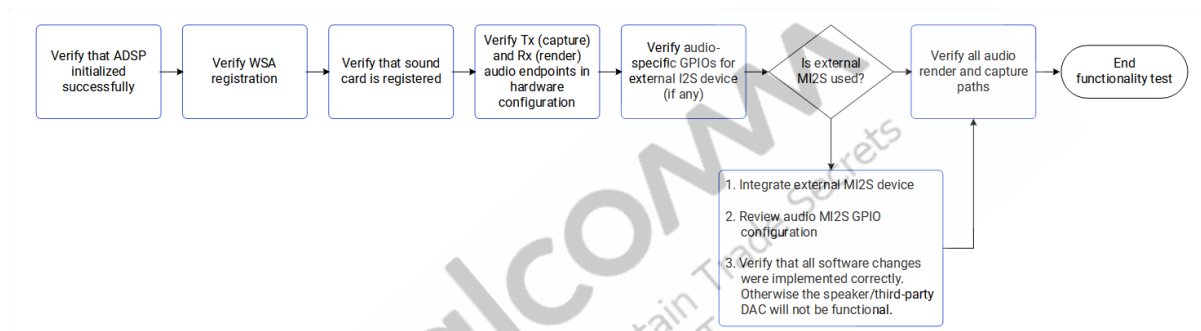 Verify that ADSP
initialized
successfully
Verify WSA
registration
Verify that sound
card is registered
Verify Tx (capture)
and Rx (render)
audio endpoints in
hardware
configuration
Verify audio-
specific GPIOs for
external I2S device
(if any)
Is external
MI2S used?
Verify all audio
render and capture
paths
End
functionality test
1. Integrate external MI2S device
2. Review audio MI2S GPIO
configuration
3. Verify that all software changes
were implemented correctly.
Otherwise the speaker/third-party
DAC will not be functional.
alcomm
tain Trade Secrets